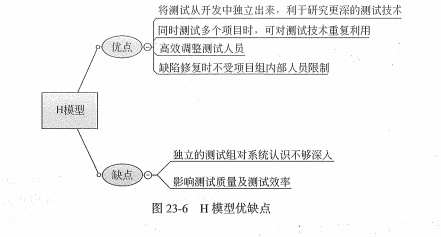 将测试从开发中独立出来，利于研究更深的测试技术
同时测试多个项目时，可对测试技术重复利用
优点
高效调整测试人员
缺陷修复时不受项目组内部人员限制
H模型
独立的测试组对系统认识不够深入
缺点
影响测试质量及测试效率
图 23-6 H 模型优缺点